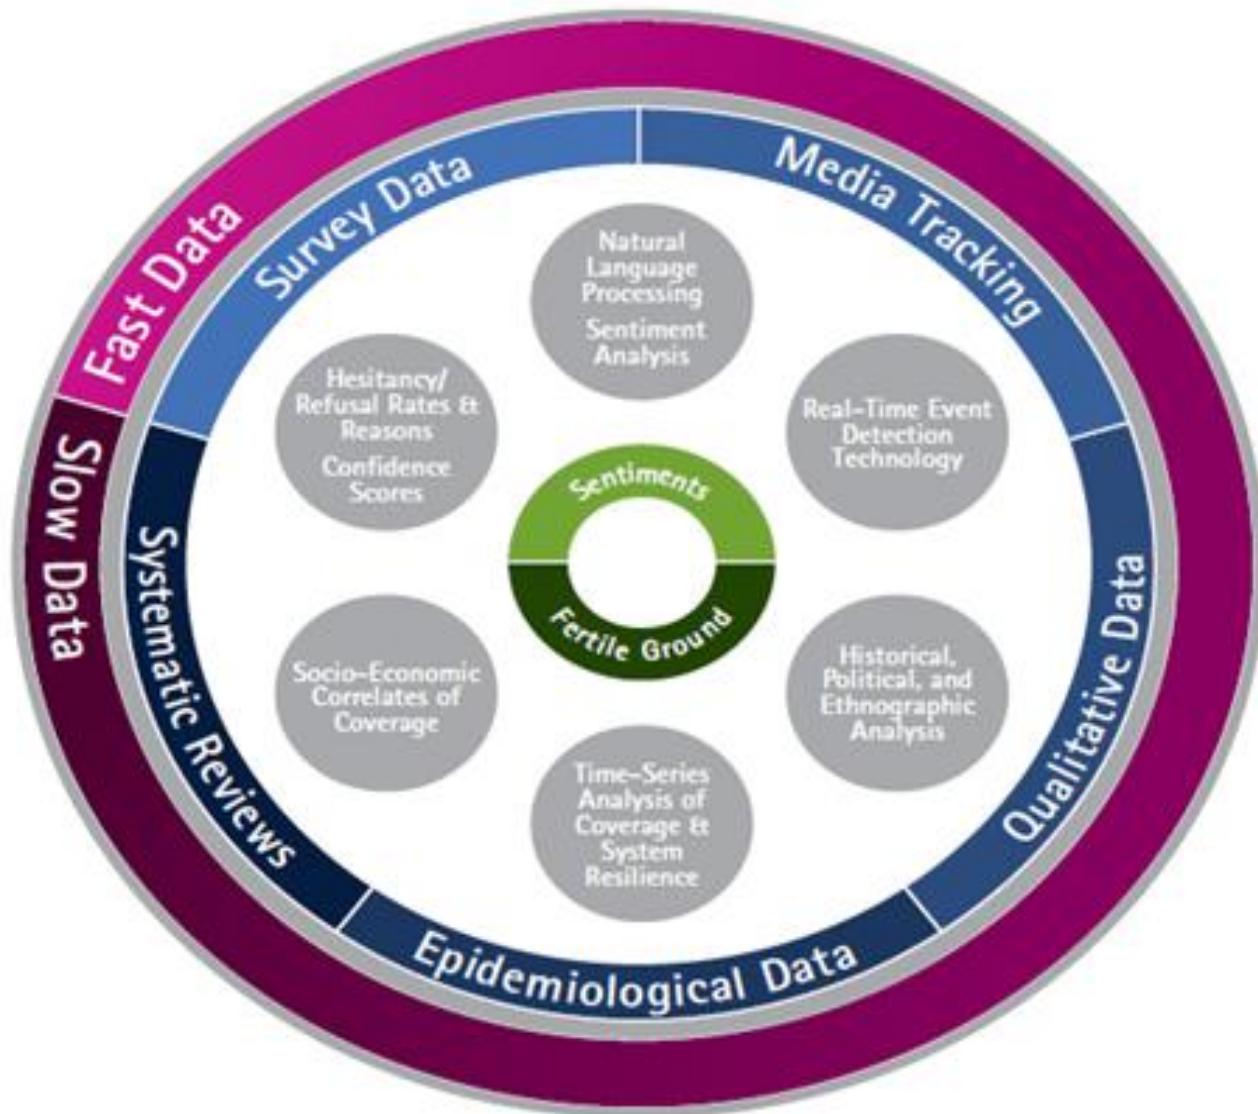 Fast Data
Slow Data
Survey Data
Media Tracking
Qualitative Data
Epidemiological Data
Systematic Reviews
Natural
Language
Processing
Sentiment
Analysis
Real-Time Event
Detection
Technology
Historical,
Political, and
Ethnographic
Analysis
Time-Series
Analysis of
Coverage &
System
Resilience
Socio-Economic
Correlates of
Coverage
Hesitancy/
Refusal Rates &
Reasons
Confidence
Scores
Sentiments
Fertile Ground